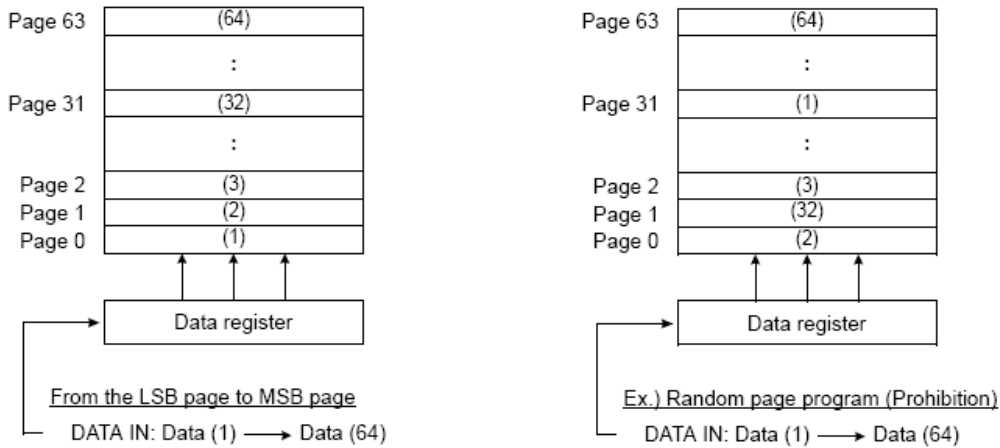 Page 63 (64)
:
Page 31 (32)
:
Page 2 (3)
Page 1 (2)
Page 0 (1)
Data register
From the LSB page to MSB page
DATA IN: Data (1) → Data (64)
Page 63 (64)
:
Page 31 (1)
:
Page 2 (3)
Page 1 (32)
Page 0 (2)
Data register
Ex.) Random page program (Prohibition)
DATA IN: Data (1) → Data (64)